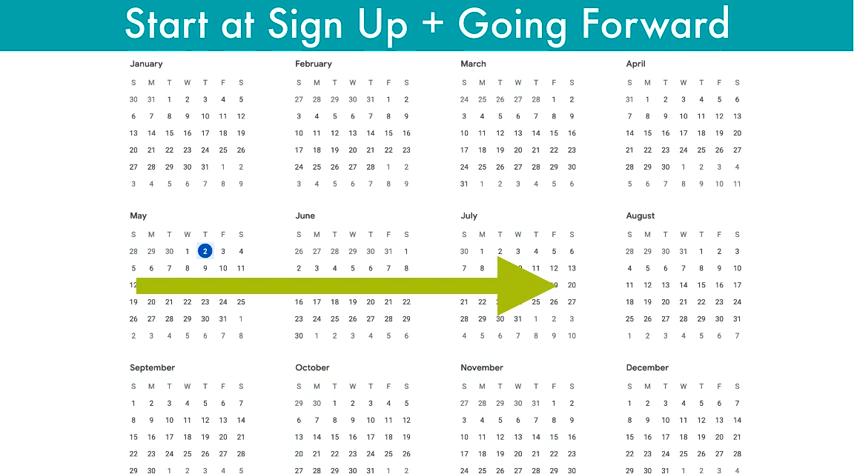 Start at Sign Up + Going Forward
January February March April
S M T W T F S S M T W T F S S M T W T F S S M T W T F S
30 31 1 2 3 4 5 27 28 29 30 31 1 2 24 25 26 27 28 1 2 31 1 2 3 4 5 6
6 7 8 9 10 11 12 3 4 5 6 7 8 9 3 4 5 6 7 8 9 7 8 9 10 11 12 13
13 14 15 16 17 18 19 10 11 12 13 14 15 16 10 11 12 13 14 15 16 14 15 16 17 18 19 20
20 21 22 23 24 25 26 17 18 19 20 21 22 23 17 18 19 20 21 22 23 21 22 23 24 25 26 27
27 28 29 30 31 1 2 24 25 26 27 28 1 2 24 25 26 27 28 29 30 28 29 30 1 2 3 4
3 4 5 6 7 8 9 3 4 5 6 7 8 9 31 1 2 3 4 5 6 5 6 7 8 9 10 11
May June July August
S M T W T F S S M T W T F S S M T W T F S S M T W T F S
28 29 30 1 2 3 4 26 27 28 29 30 31 1 30 1 2 3 4 5 6 28 29 30 31 1 2 3
5 6 7 8 9 10 11 2 3 4 5 6 7 8 7 8 11 12 13 4 5 6 7 8 9 10
20 11 12 13 14 15 16 17
19 20 21 22 23 24 25 16 17 18 19 20 21 22 21 22 25 26 27 18 19 20 21 22 23 24
26 27 28 29 30 31 1 23 24 25 26 27 28 29 28 29 30 31 1 2 3 25 26 27 28 29 30 31
2 3 4 5 6 7 8 30 1 2 3 4 5 6 4 5 6 7 8 9 10 1 2 3 4 5 6 7
September October November December
S M T W T F S S M T W T F S S M T W T F S S M T W T F S
1 2 3 4 5 6 7 29 30 1 2 3 4 5 27 28 29 30 31 1 2 1 2 3 4 5 6 7
8 9 10 11 12 13 14 6 7 8 9 10 11 12 3 4 5 6 7 8 9 8 9 10 11 12 13 14
15 16 17 18 19 20 21 13 14 15 16 17 18 19 10 11 12 13 14 15 16 15 16 17 18 19 20 21
22 23 24 25 26 27 28 20 21 22 23 24 25 26 17 18 19 20 21 22 23 22 23 24 25 26 27 28
29 30 1 2 3 4 5 27 28 29 30 31 1 2 24 25 26 27 28 29 30 29 30 31 1 2 3 4